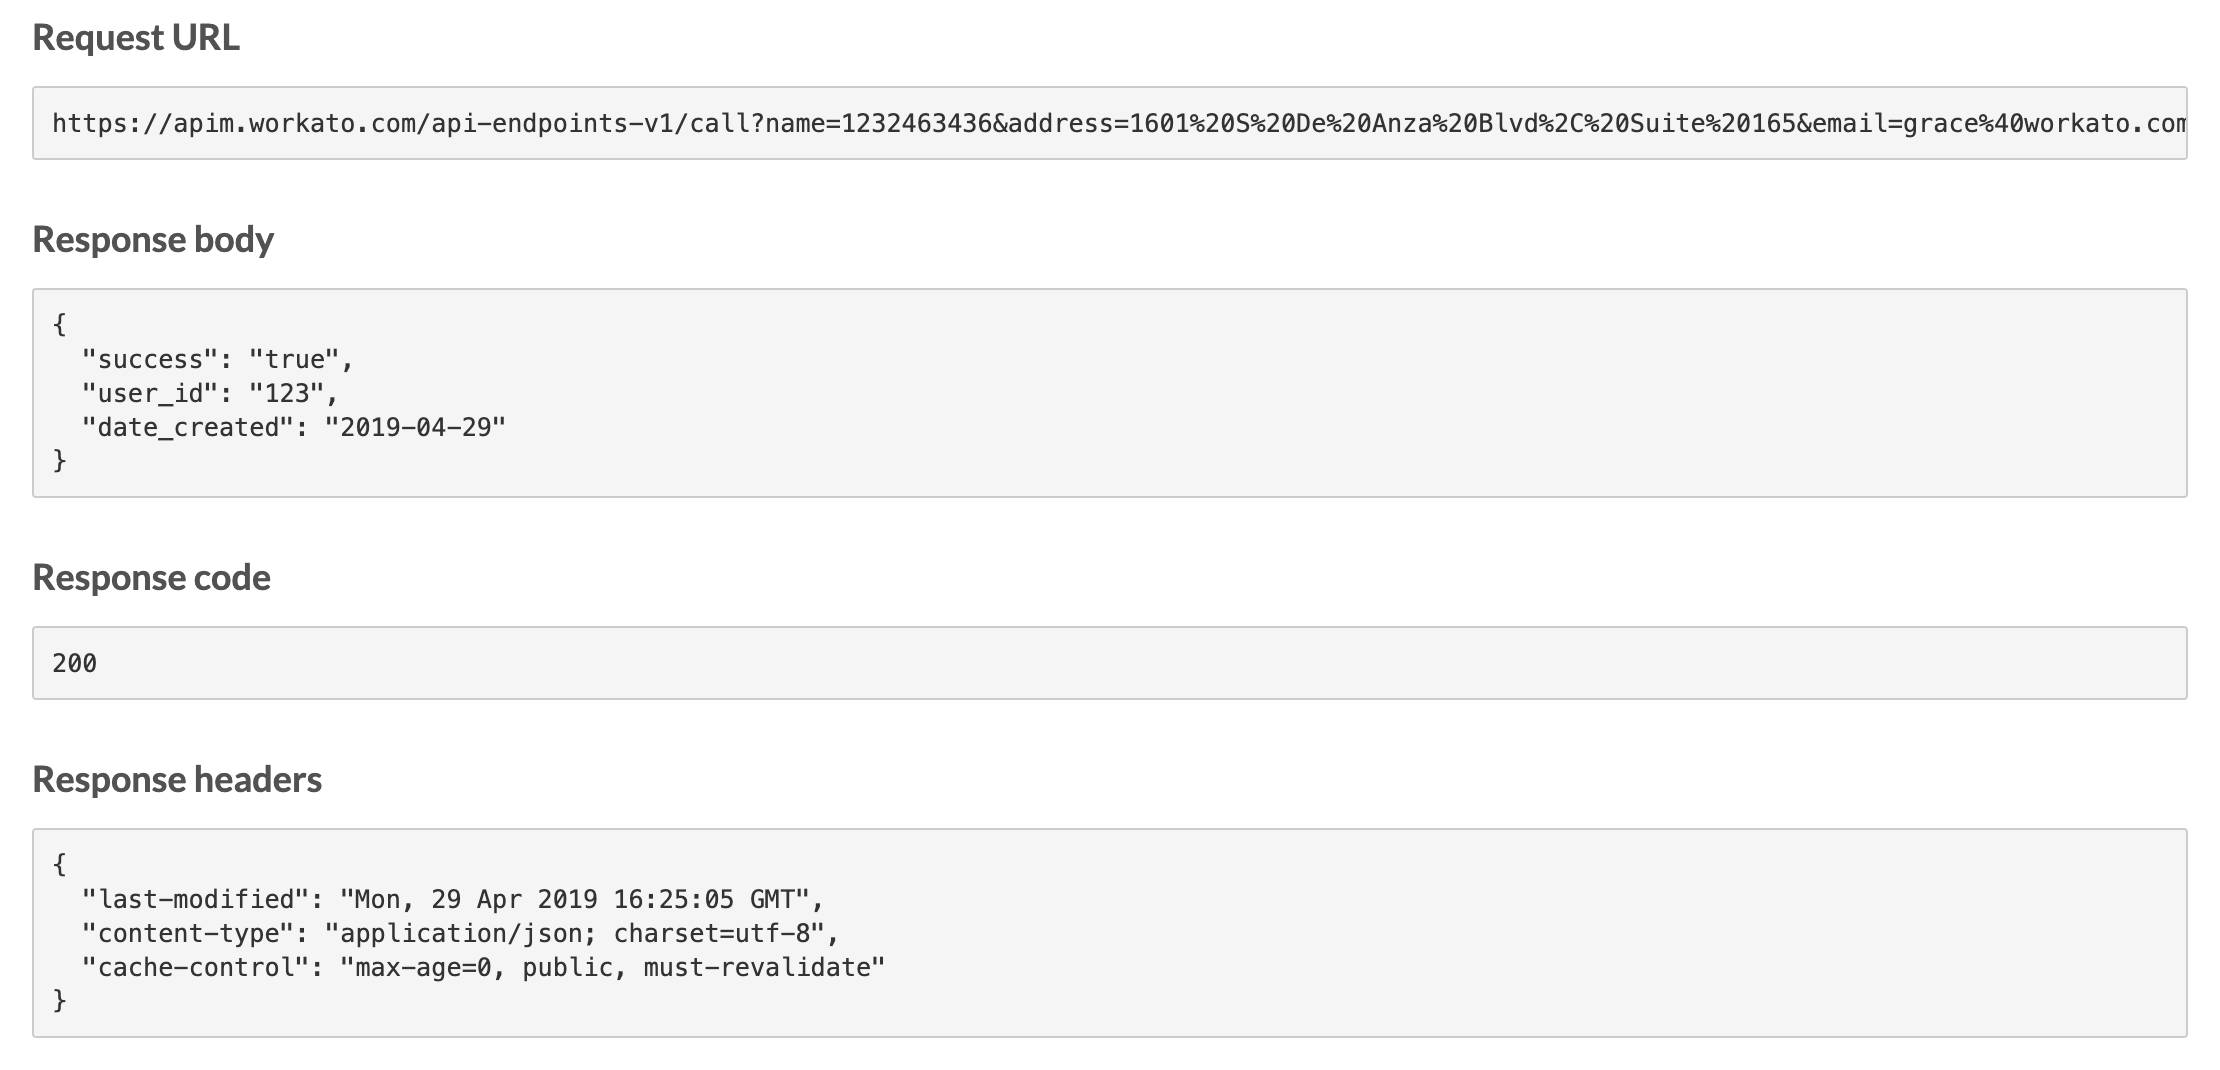 Request URL
https://apim.workato.com/api-endpoints-v1/call?name=1232463436&address=1601%20S%20De%20Anza%20Blvd%2C%20Suite%20165&email=grace%40workato.com
Response body
{
  "success": "true",
  "user_id": "123",
  "date_created": "2019-04-29"
}
Response code
200
Response headers
{
  "last-modified": "Mon, 29 Apr 2019 16:25:05 GMT",
  "content-type": "application/json; charset=utf-8",
  "cache-control": "max-age=0, public, must-revalidate"
}